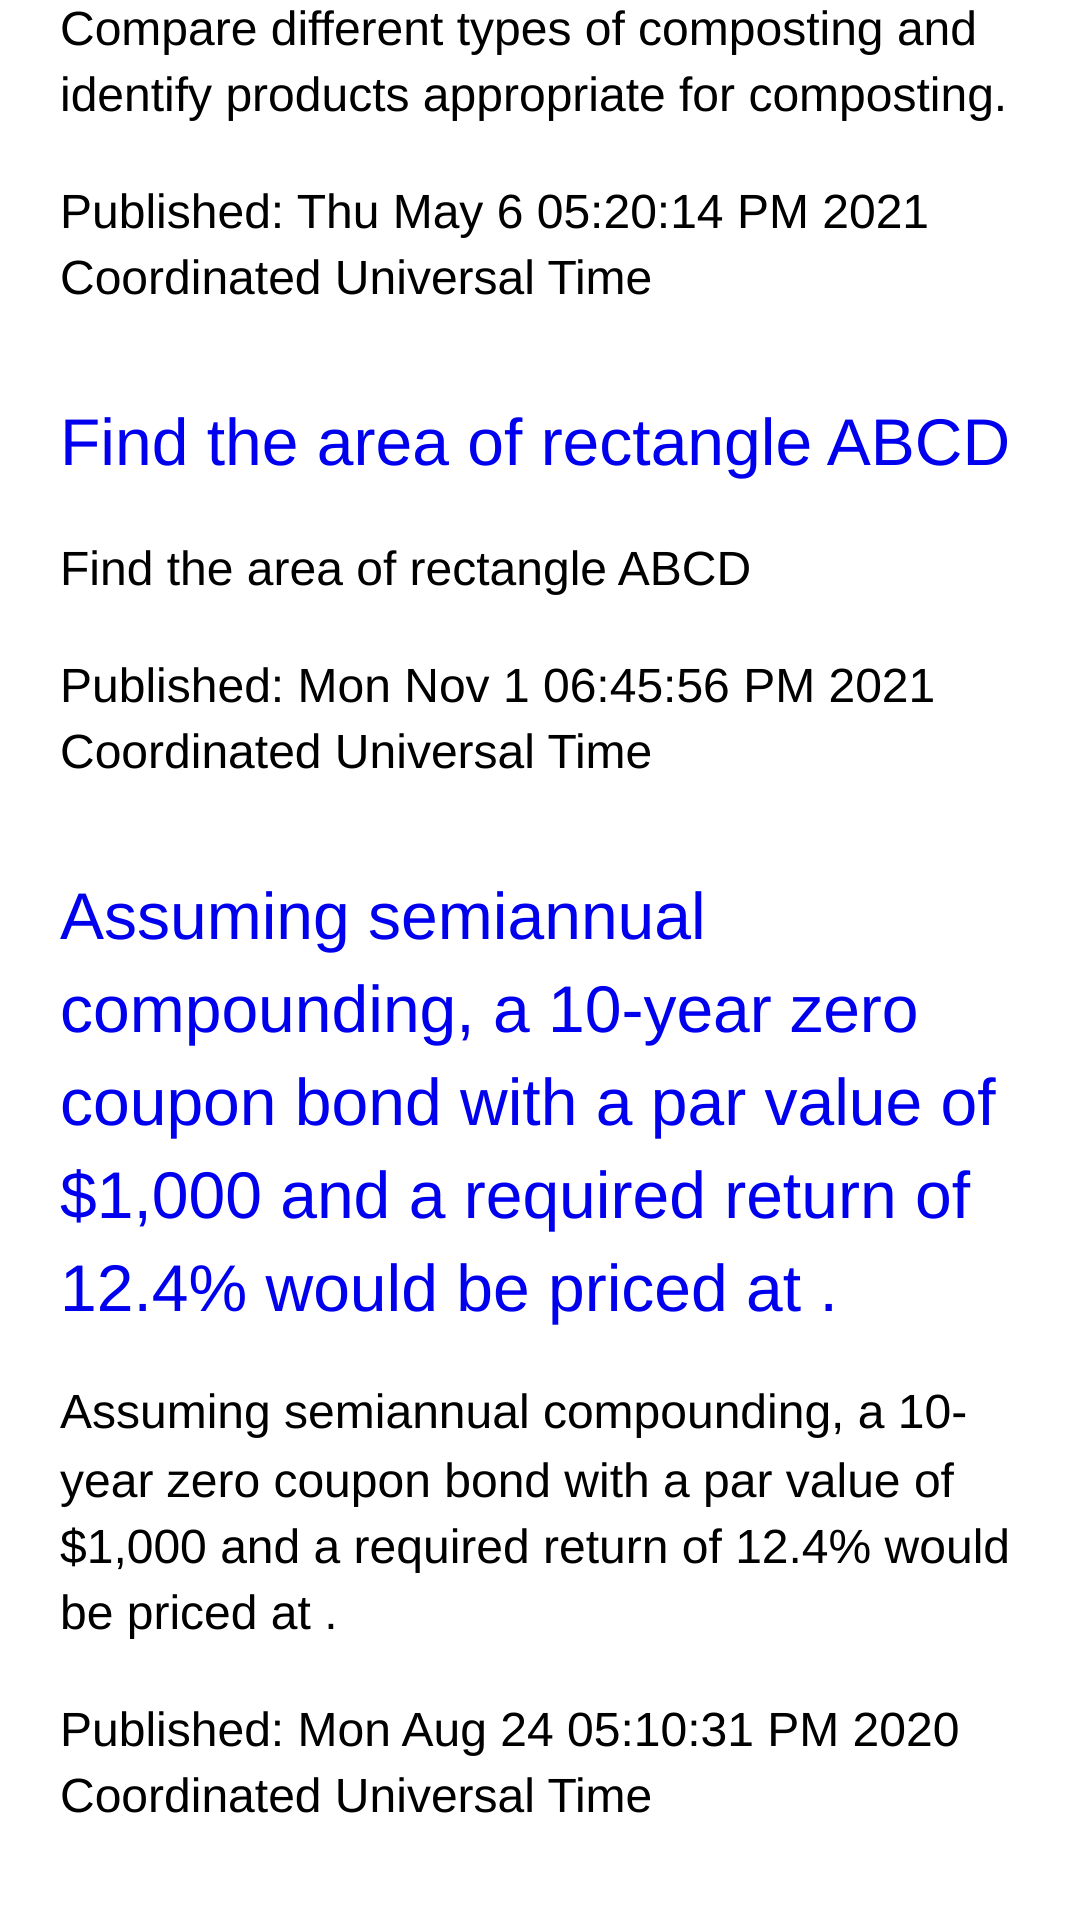 Compare different types of composting and
identify products appropriate for composting.
Published: Thu May 6 05:20:14 PM 2021
Coordinated Universal Time
Find the area of rectangle ABCD
Find the area of rectangle ABCD
Published: Mon Nov 1 06:45:56 PM 2021
Coordinated Universal Time
Assuming semiannual
compounding, a 10-year zero
coupon bond with a par value of
$1,000 and a required return of
12.4% would be priced at .
Assuming semiannual compounding, a 10-
year zero coupon bond with a par value of
$1,000 and a required return of 12.4% would
be priced at .
Published: Mon Aug 24 05:10:31 PM 2020
Coordinated Universal Time